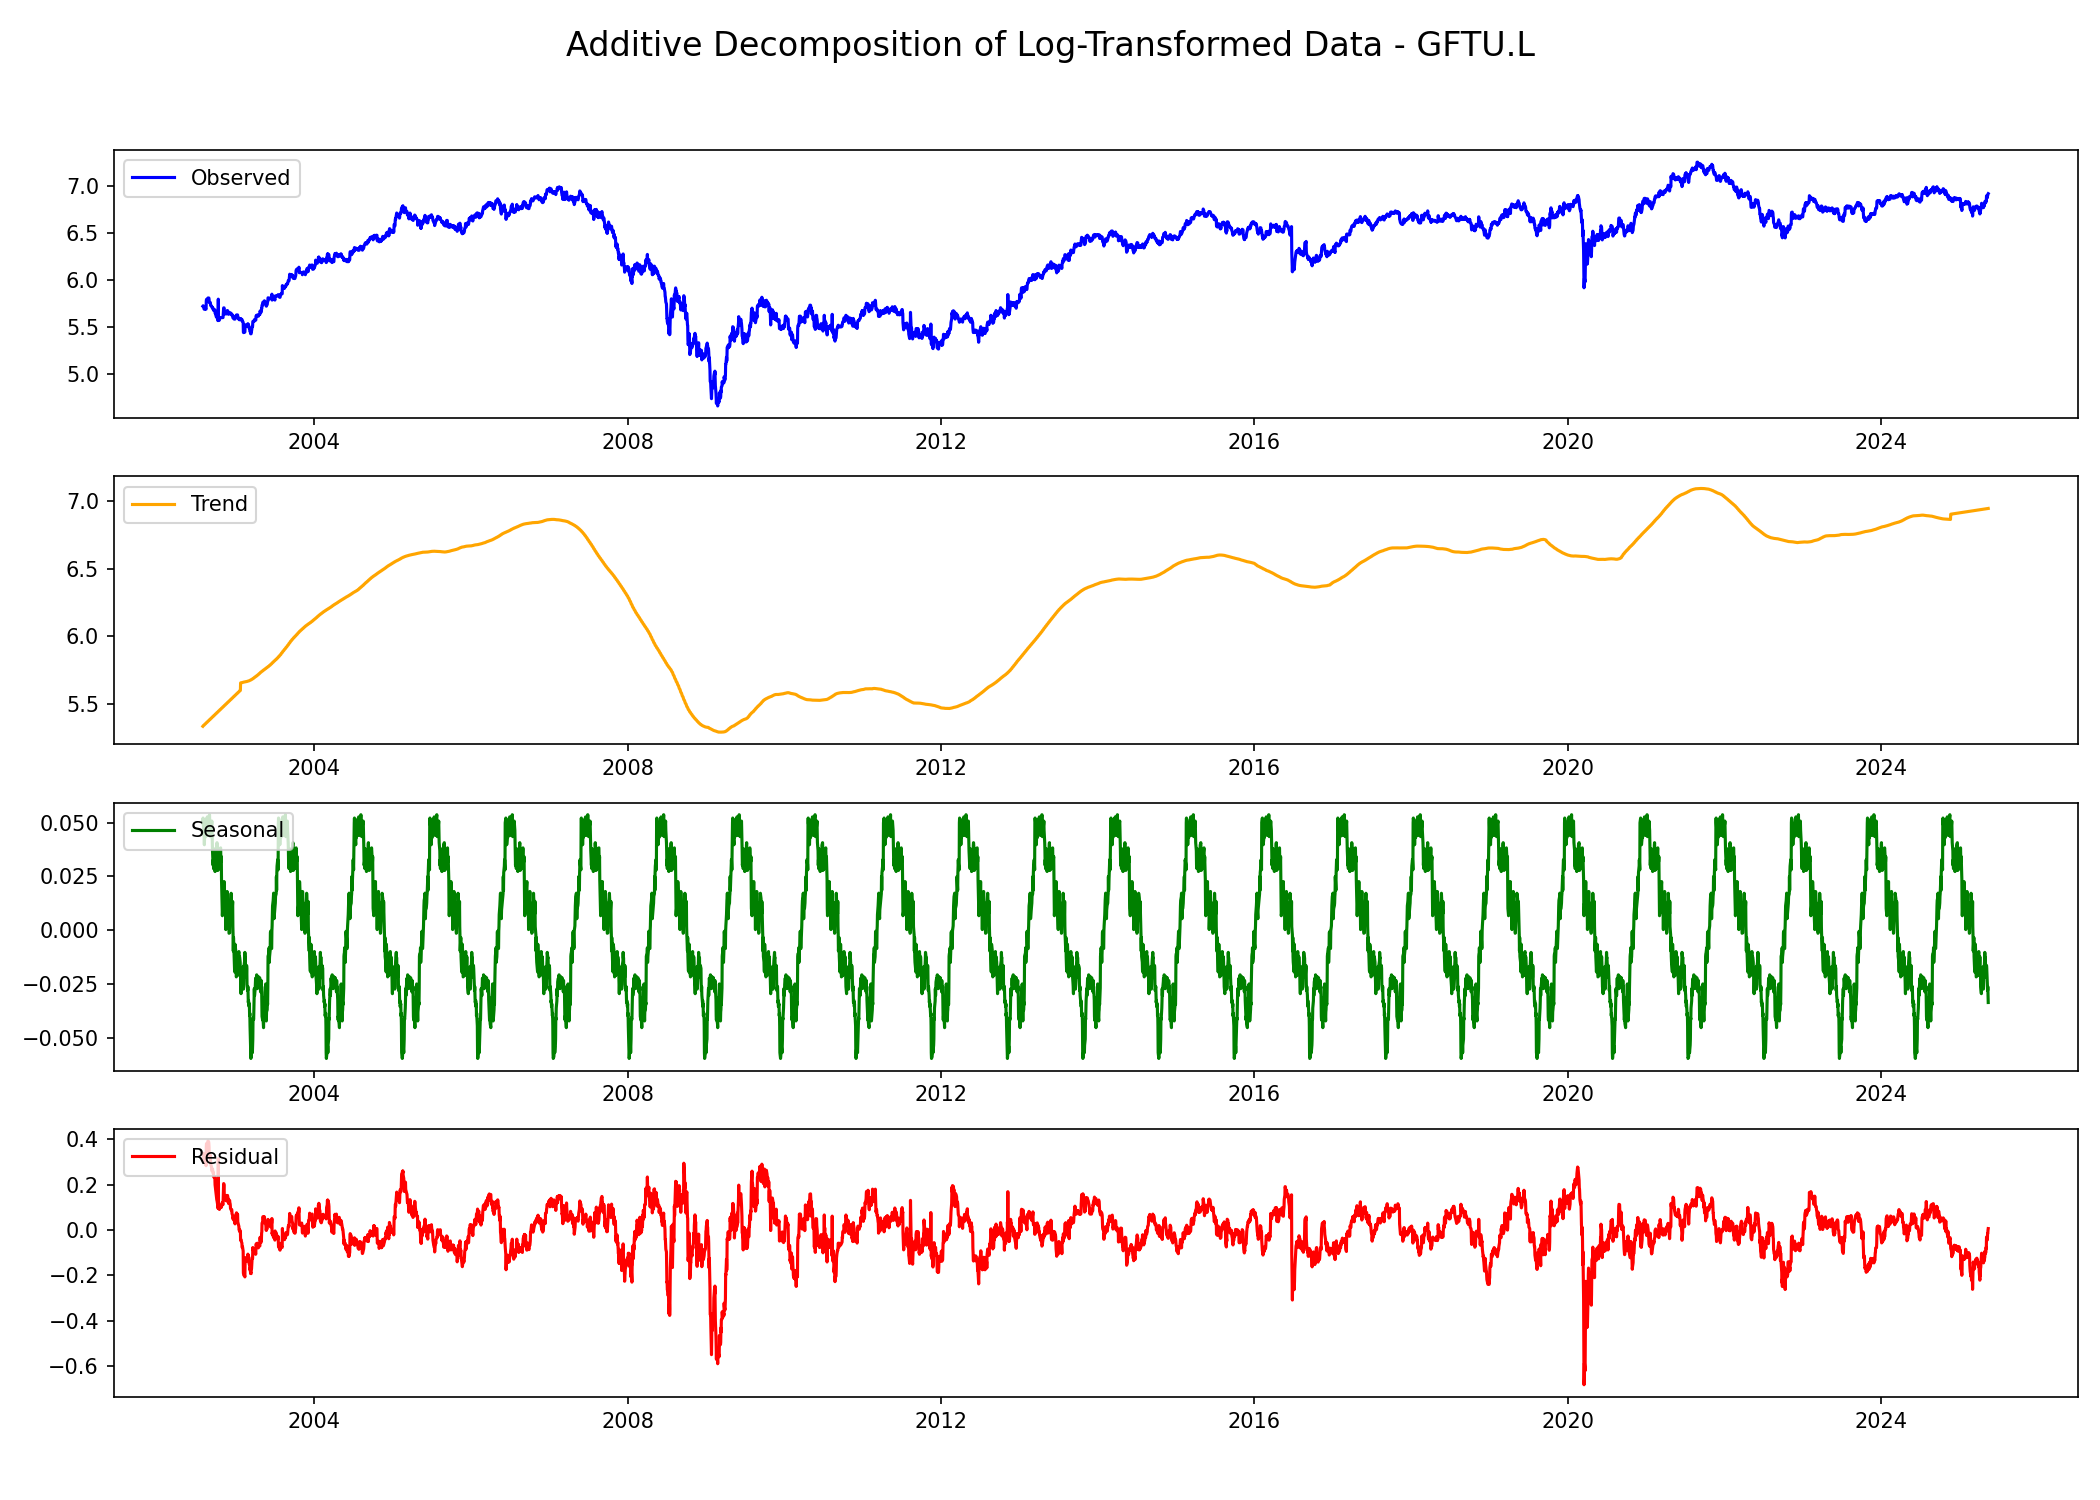 Additive Decomposition of Log-Transformed Data - GFTU.L
Observed
7.0
6.5
6.0
5.5
5.0
2004 2008 2012 2016 2020 2024
Trend
7.0
6.5
6.0
5.5
2004 2008 2012 2016 2020 2024
Seasonal
0.050
0.025
0.000
−0.025
−0.050
2004 2008 2012 2016 2020 2024
Residual
0.4
0.2
0.0
−0.2
−0.4
−0.6
2004 2008 2012 2016 2020 2024